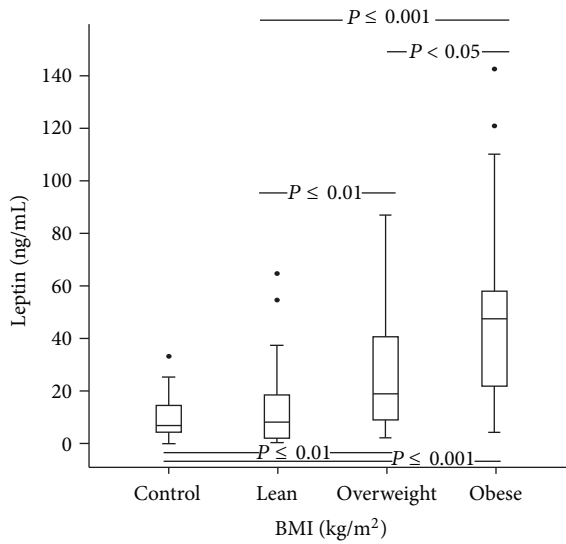 P ≤ 0.001
P < 0.05
140
120
100
P ≤ 0.01
80
60
40
20
0
Leptin (ng/mL)
P ≤ 0.01
P ≤ 0.001
Control Lean Overweight Obese
BMI (kg/m²)